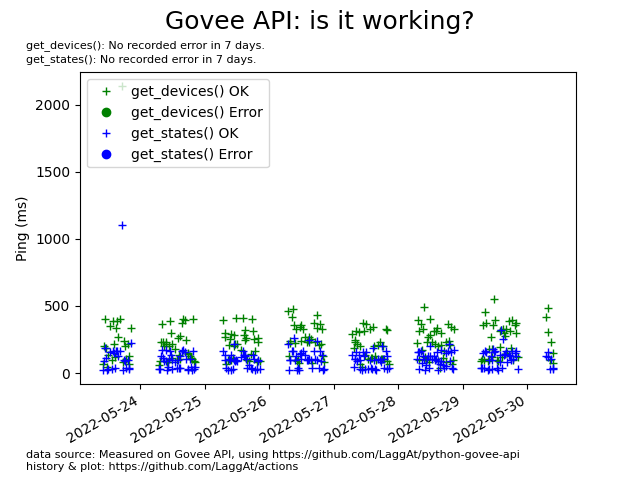 Govee API: is it working?
get_devices(): No recorded error in 7 days.
get_states(): No recorded error in 7 days.
get_devices() OK
get_devices() Error
get_states() OK
get_states() Error
Ping (ms)
2000
1500
1000
500
0
2022-05-24
2022-05-25
2022-05-26
2022-05-27
2022-05-28
2022-05-29
2022-05-30
data source: Measured on Govee API, using https://github.com/LaggAt/python-govee-api
history & plot: https://github.com/LaggAt/actions